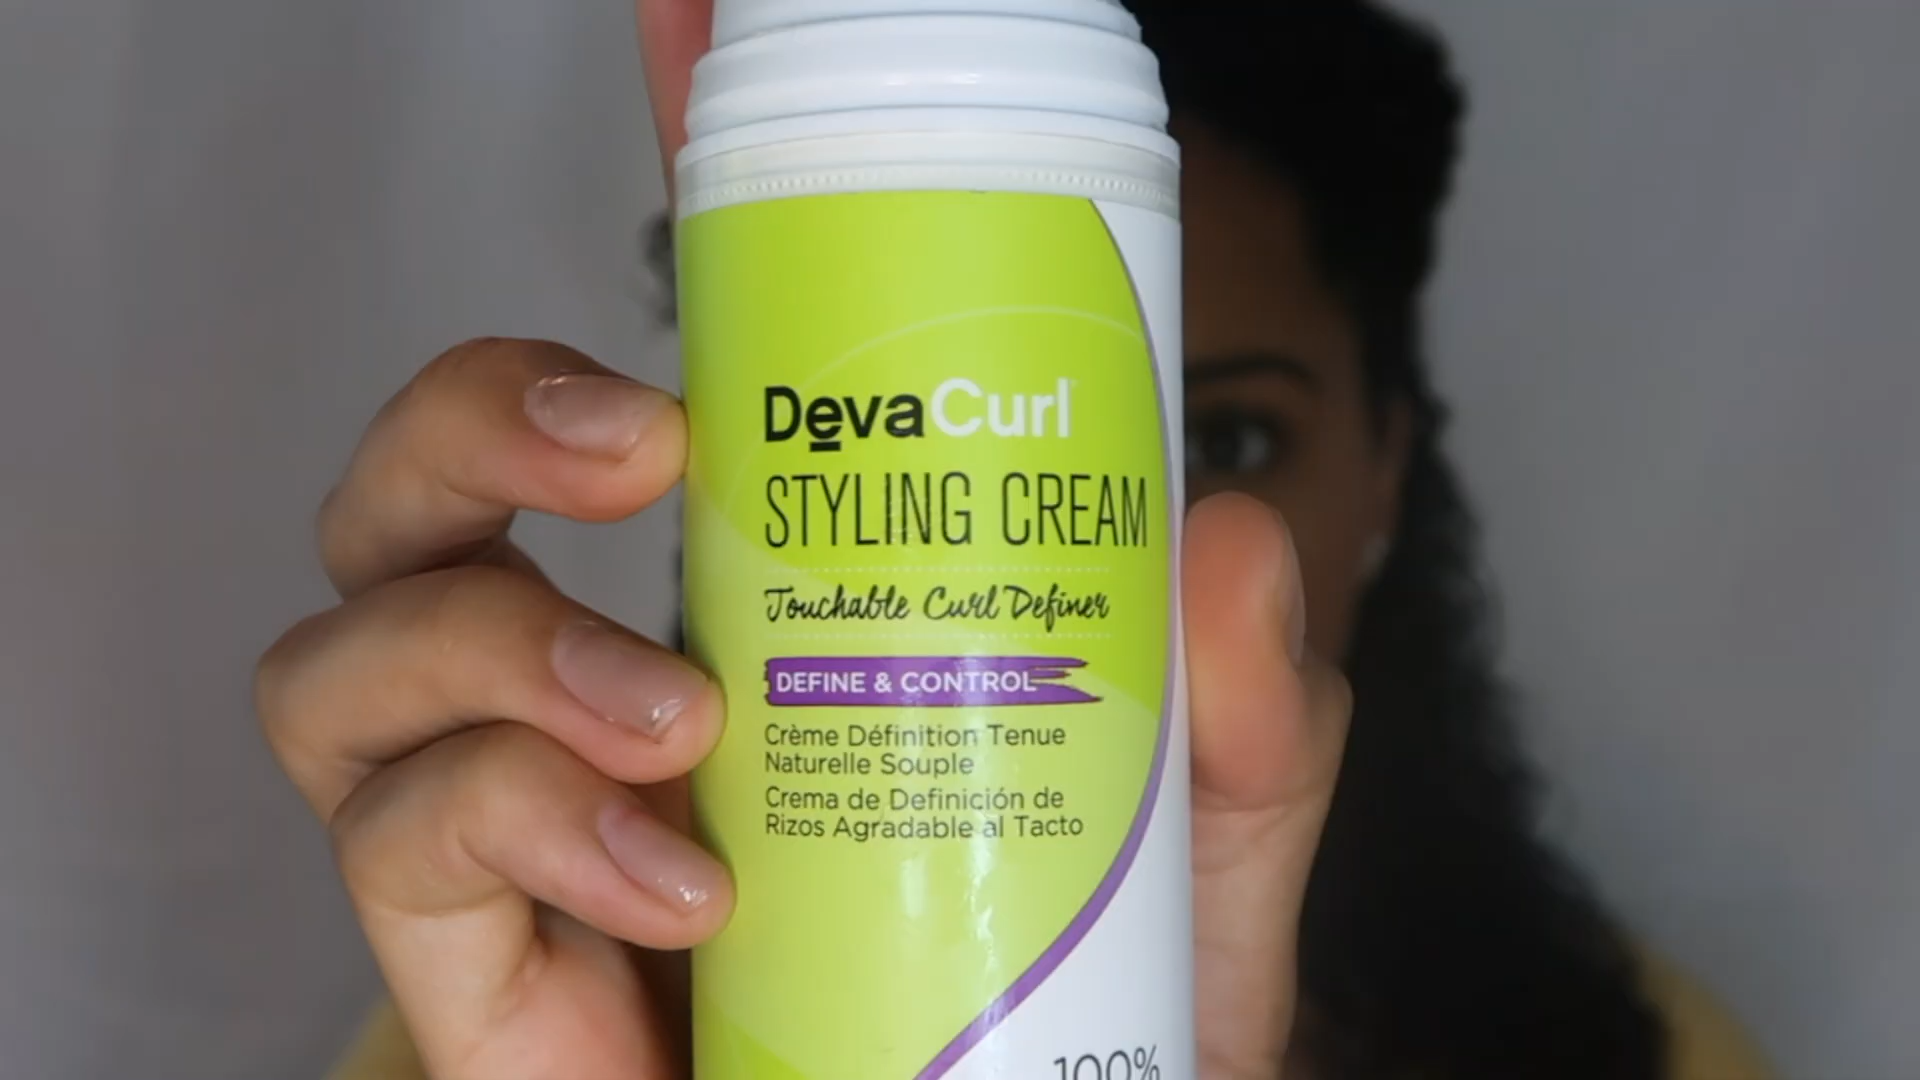 DevaCurl
STYLING CREAM
Touchable Curl Definer
DEFINE & CONTROL
Crème Définition Tenue
Naturelle Souple
Crema de Definición de
Rizos Agradable al Tacto
100%